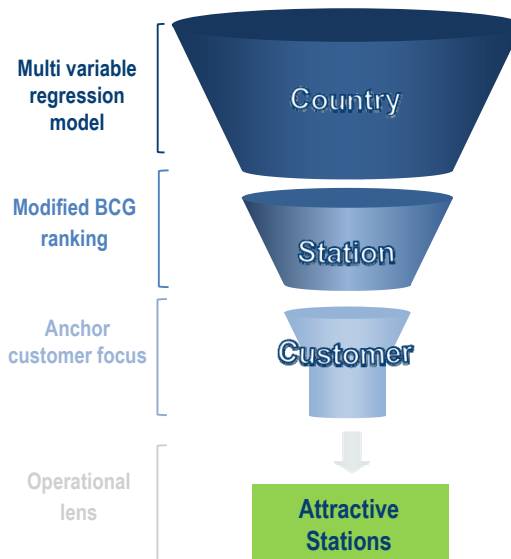 Multi variable
regression
model
Country
Modified BCG
ranking
Station
Anchor
customer focus
Customer
Operational
lens
Attractive
Stations